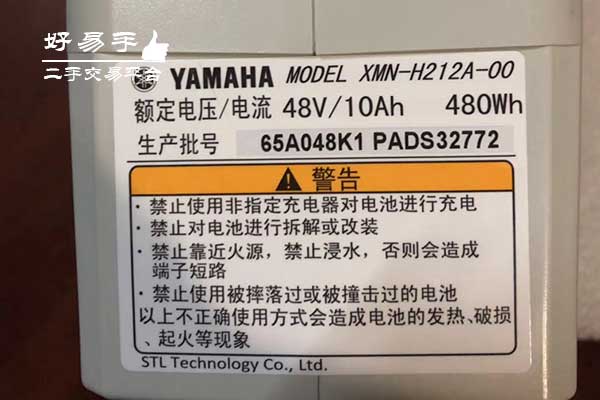 好易手
二手交易平台
YAMAHA MODEL XMN-H212A-00
额定电压/电流 48V/10Ah 480Wh
生产批号 65A048K1 PADS32772
警告
· 禁止使用非指定充电器对电池进行充电
· 禁止对电池进行拆解或改装
· 禁止靠近火源，禁止浸水，否则会造成
端子短路
· 禁止使用被摔落过或被撞击过的电池
以上不正确使用方式会造成电池的发热、破损
、起火等现象
STL Technology Co., Ltd.